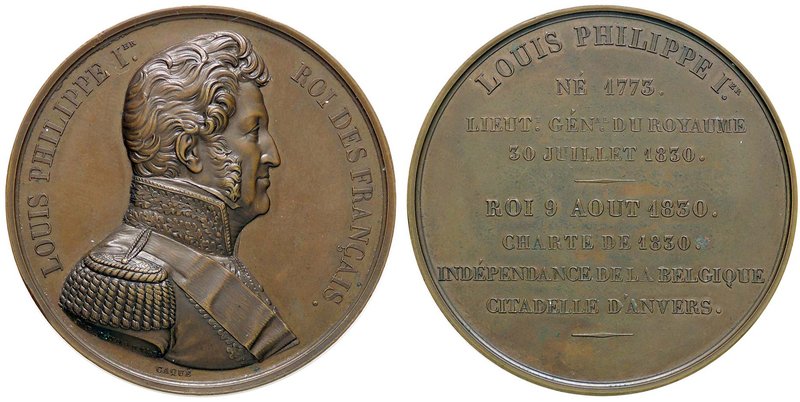 LOUIS PHILIPPE I.ER
ROI DES FRANÇAIS.
CAQUÉ
LOUIS PHILIPPE I.ER
NÉ 1773.
LIEUT. GÉN.L DU ROYAUME
30 JUILLET 1830.
ROI 9 AOUT 1830.
CHARTE DE 1830.
INDÉPENDANCE DE LA BELGIQUE
CITADELLE D'ANVERS.